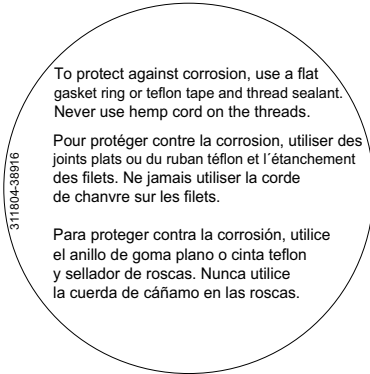 To protect against corrosion, use a flat
gasket ring or teflon tape and thread sealant.
Never use hemp cord on the threads.
Pour protéger contre la corrosion, utiliser des
joints plats ou du ruban téflon et l´étanchement
des filets. Ne jamais utiliser la corde
de chanvre sur les filets.
Para proteger contra la corrosión, utilice
el anillo de goma plano o cinta teflon
y sellador de roscas. Nunca utilice
la cuerda de cáñamo en las roscas.
311804-38916